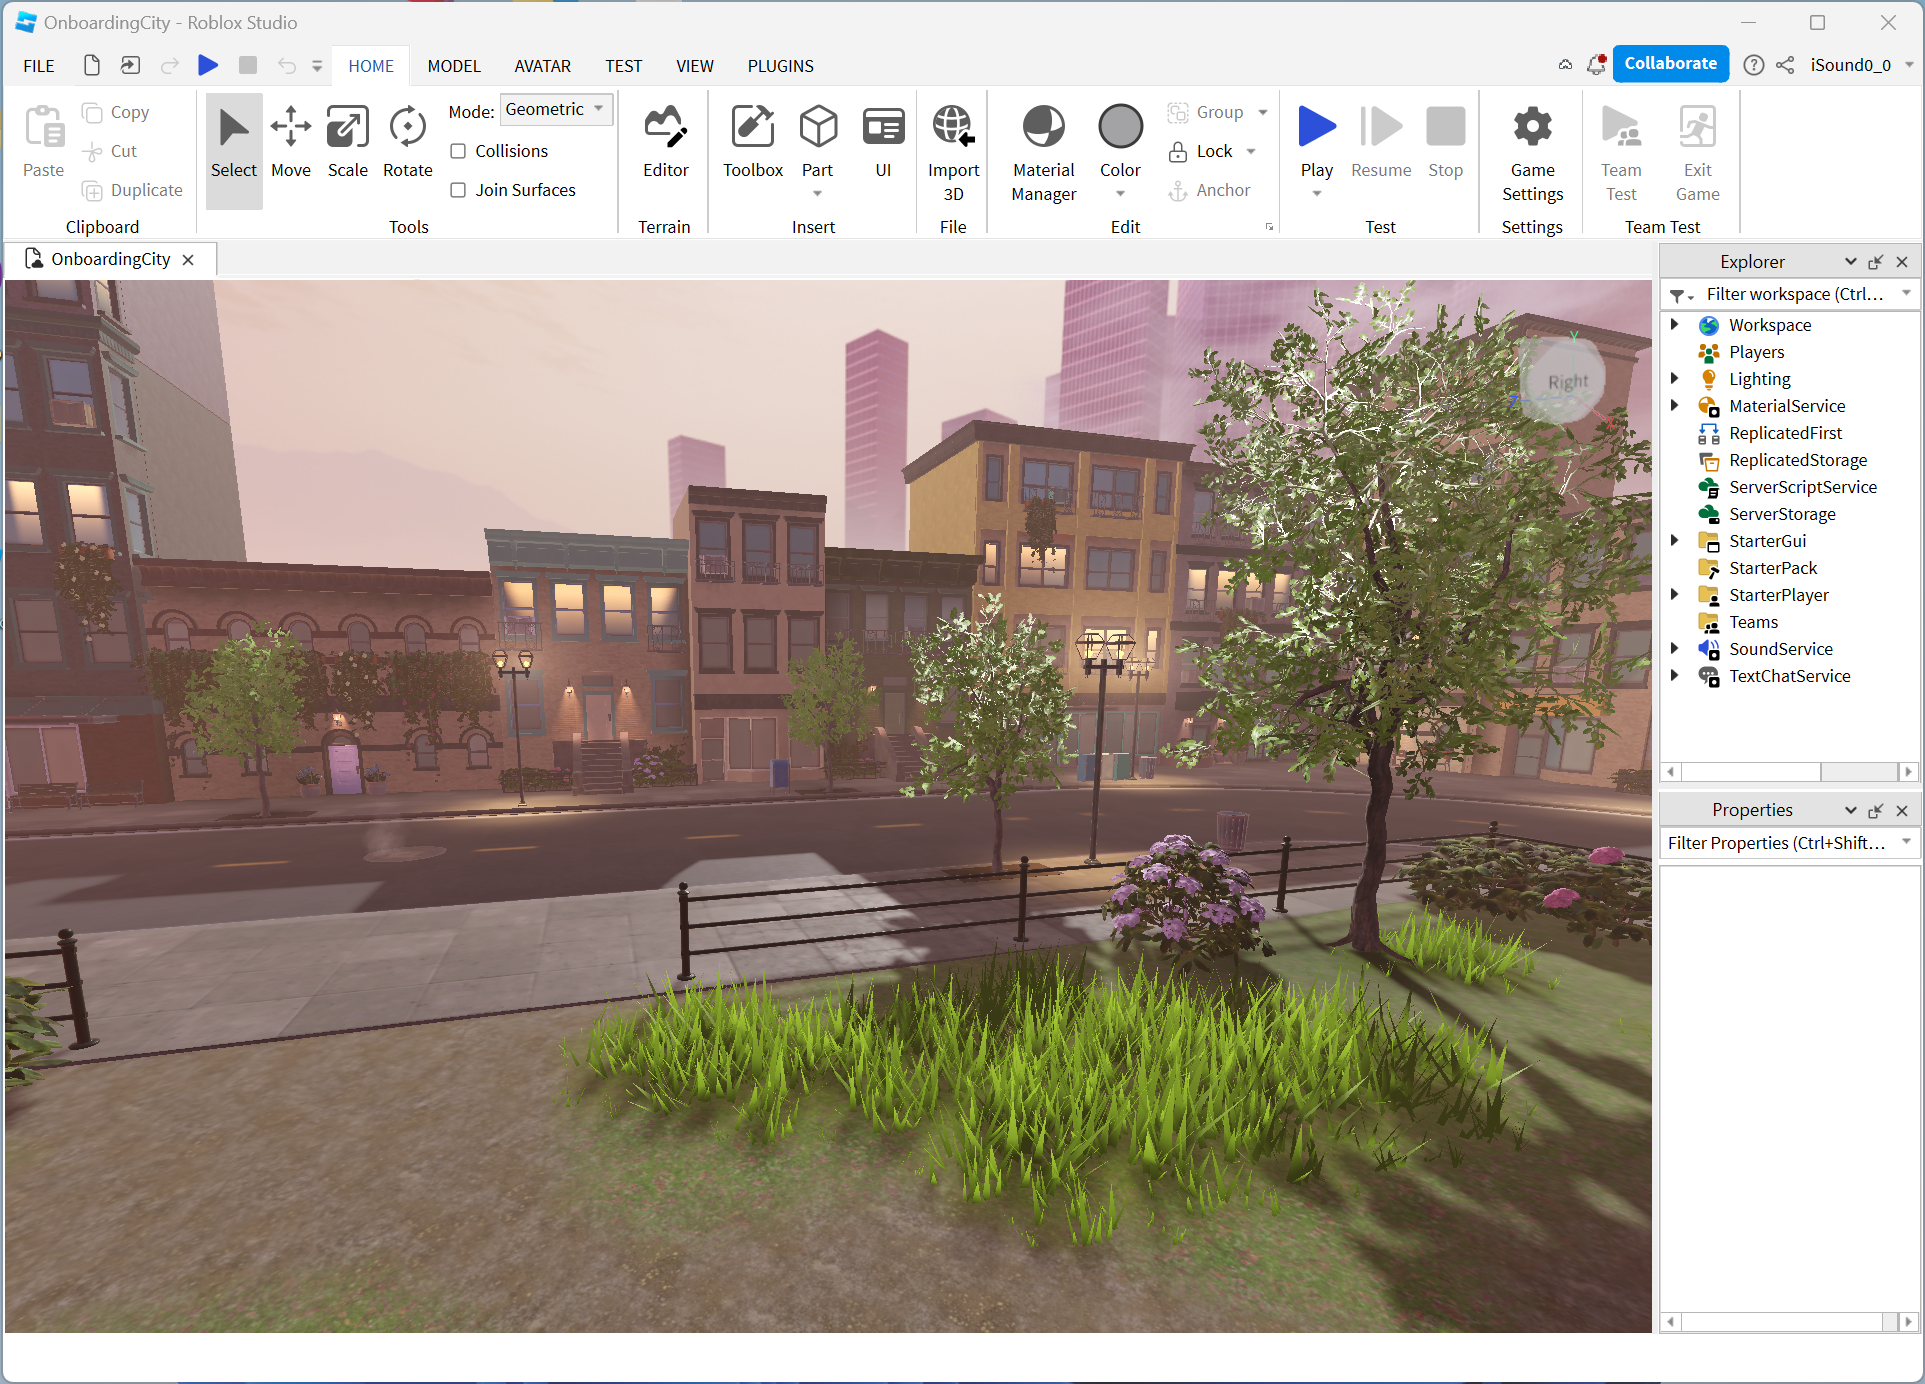 OnboardingCity - Roblox Studio
FILE HOME MODEL AVATAR TEST VIEW PLUGINS Collaborate iSound0_0
Paste
Copy
Cut
Duplicate
Clipboard
Select Move Scale Rotate
Mode: Geometric
Collisions
Join Surfaces
Tools
Editor
Terrain
Toolbox Part UI
Insert
Import
3D
File
Material
Manager
Color
Group
Lock
Anchor
Edit
Play Resume Stop
Test
Game
Settings
Settings
Team
Test
Exit
Game
Team Test
OnboardingCity
Right
Y
Z
X
Explorer
Filter workspace (Ctrl...
Workspace
Players
Lighting
MaterialService
ReplicatedFirst
ReplicatedStorage
ServerScriptService
ServerStorage
StarterGui
StarterPack
StarterPlayer
Teams
SoundService
TextChatService
Properties
Filter Properties (Ctrl+Shift...